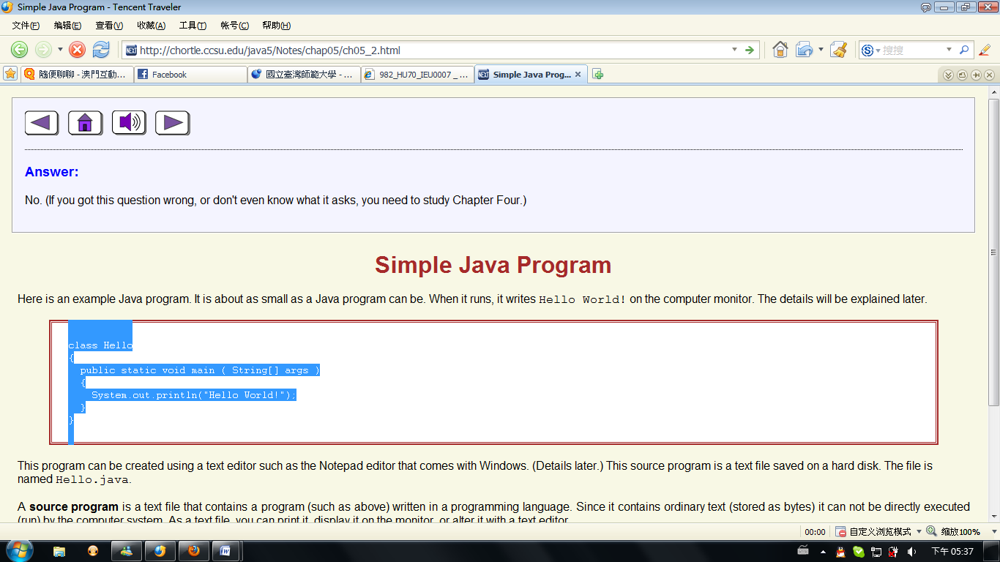 Simple Java Program - Tencent Traveler
文件(F) 编辑(E) 查看(V) 收藏(A) 工具(T) 帐号(C) 帮助(H)
http://chortle.ccsu.edu/java5/Notes/chap05/ch05_2.html 搜搜
隨便聊聊 - 澳門互動... Facebook 國立臺灣師範大學 - ... 982_HU70_IEU0007 _ ... NEXT Simple Java Prog...
Answer:
No. (If you got this question wrong, or don't even know what it asks, you need to study Chapter Four.)
Simple Java Program
Here is an example Java program. It is about as small as a Java program can be. When it runs, it writes Hello World! on the computer monitor. The details will be explained later.
class Hello
{
  public static void main ( String[] args )
  {
    System.out.println("Hello World!");
  }
}
This program can be created using a text editor such as the Notepad editor that comes with Windows. (Details later.) This source program is a text file saved on a hard disk. The file is
named Hello.java.
A source program is a text file that contains a program (such as above) written in a programming language. Since it contains ordinary text (stored as bytes) it can not be directly executed
(run) by the computer system. As a text file, you can print it, display it on the monitor, or alter it with a text editor.
00:00 自定义浏览模式 缩放100%
下午 05:37